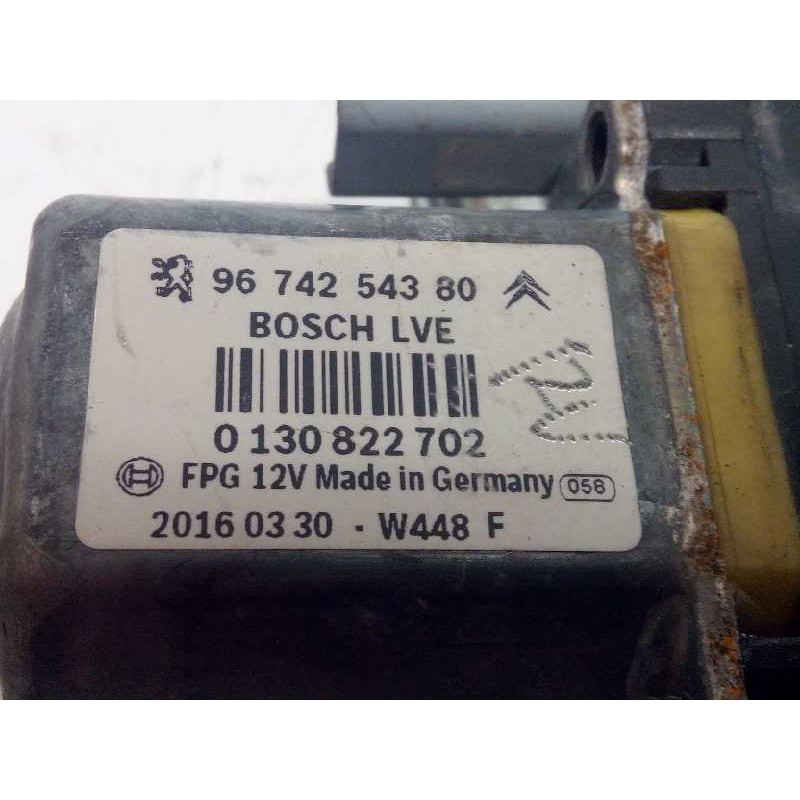 96 742 543 80
BOSCH LVE
0 130 822 702
FPG 12V Made in Germany 058
2016 03 30 - W448 F